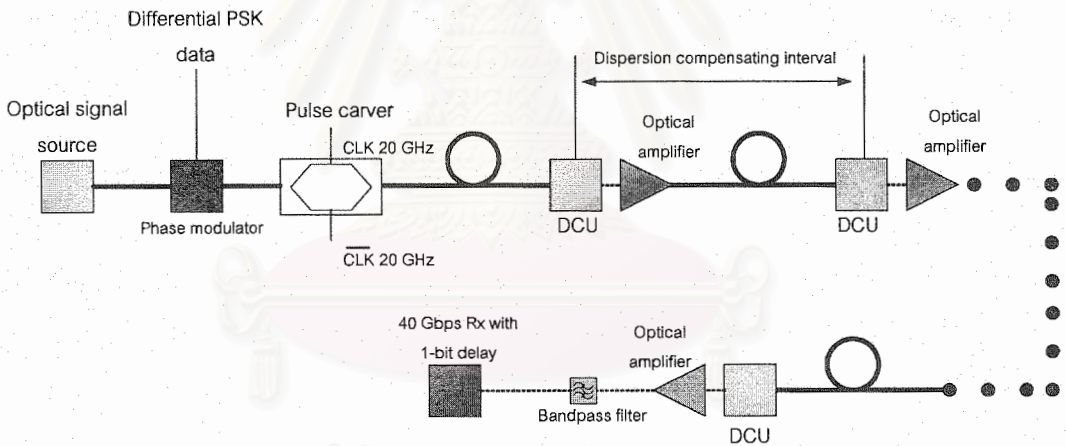 Differential PSK
data
Optical signal
source
Phase modulator
Pulse carver
CLK 20 GHz
CLK 20 GHz
Dispersion compensating interval
DCU
Optical
amplifier
DCU
Optical
amplifier
40 Gbps Rx with
1-bit delay
Bandpass filter
Optical
amplifier
DCU